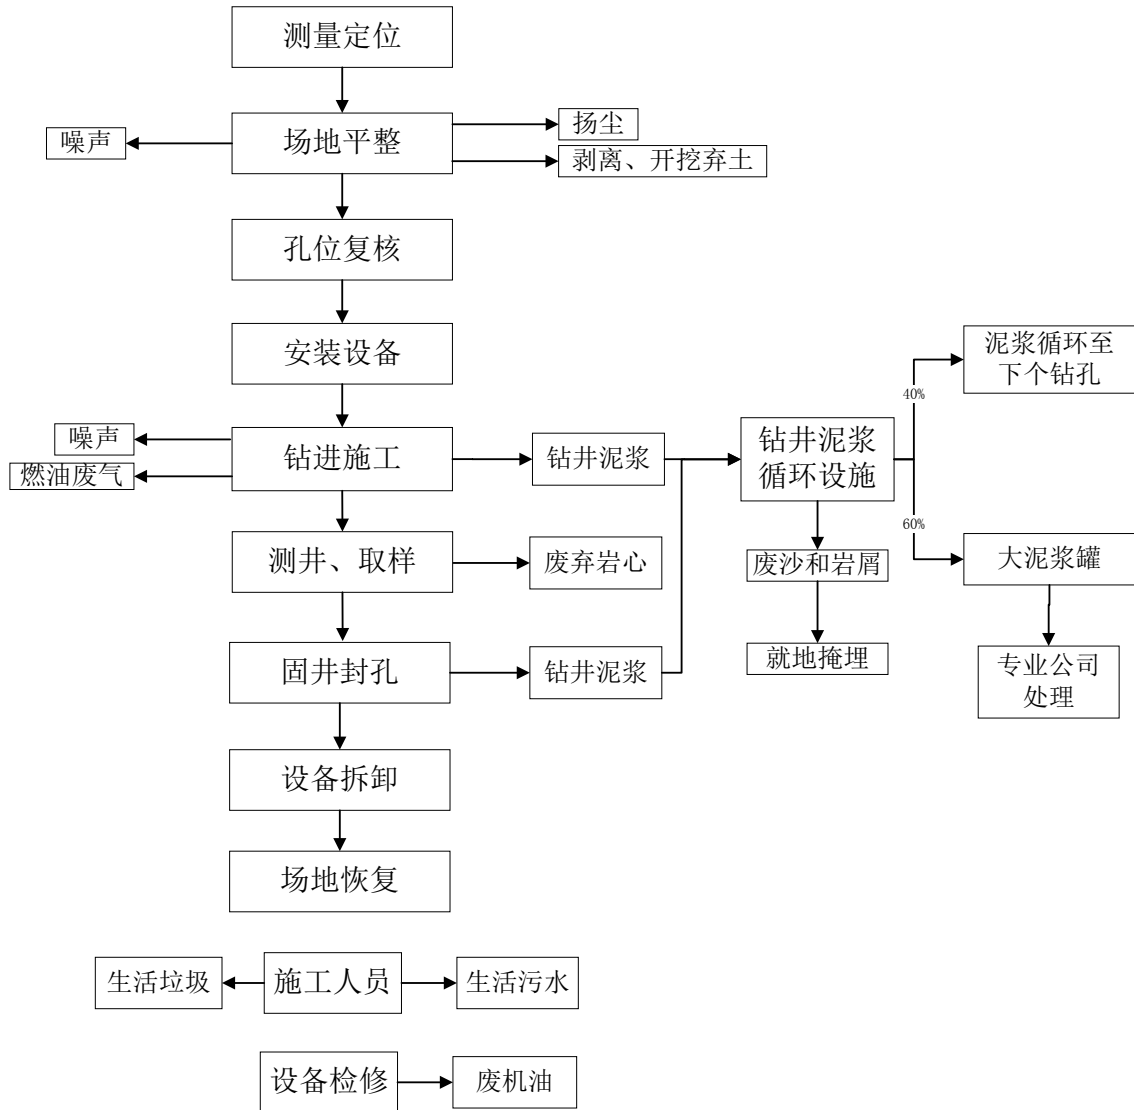 测量定位
噪声
场地平整
扬尘
剥离、开挖弃土
孔位复核
安装设备
泥浆循环至
下个钻孔
40%
噪声
燃油废气
钻进施工
钻井泥浆
钻井泥浆
循环设施
60%
测井、取样
废弃岩心
废沙和岩屑
大泥浆罐
固井封孔
钻井泥浆
就地掩埋
专业公司
处理
设备拆卸
场地恢复
生活垃圾
施工人员
生活污水
设备检修
废机油